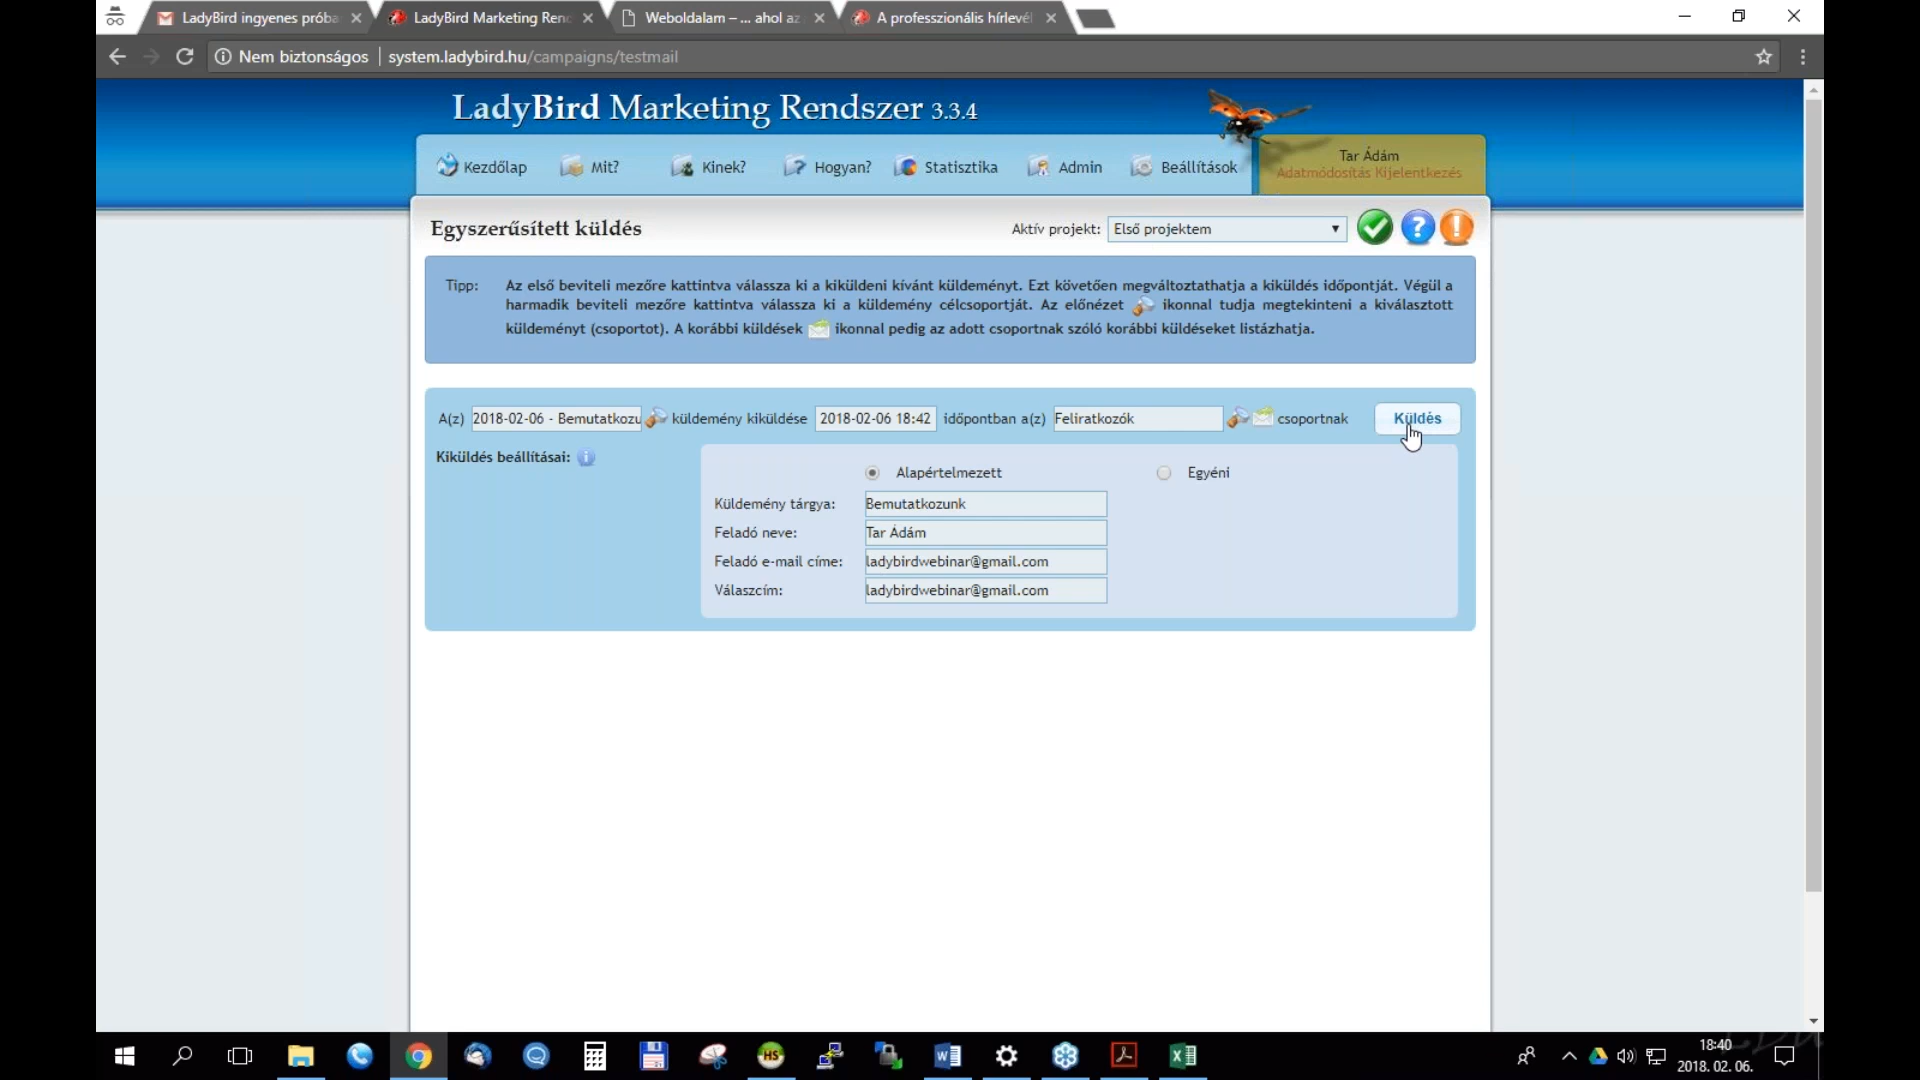 LadyBird ingyenes próba
LadyBird Marketing Rend
Weboldalam – ... ahol az
A professzionális hírlevél
Nem biztonságos
system.ladybird.hu/campaigns/testmail
LadyBird Marketing Rendszer 3.3.4
Kezdőlap
Mit?
Kinek?
Hogyan?
Statisztika
Admin
Beállítások
Tar Ádám
Adatmódosítás Kijelentkezés
Egyszerűsített küldés
Aktív projekt: Első projektem
Tipp: Az első beviteli mezőre kattintva válassza ki a kiküldeni kívánt küldeményt. Ezt követően megváltoztathatja a kiküldés időpontját. Végül a
harmadik beviteli mezőre kattintva válassza ki a küldemény célcsoportját. Az előnézet ikonnal tudja megtekinteni a kiválasztott
küldeményt (csoportot). A korábbi küldések ikonnal pedig az adott csoportnak szóló korábbi küldéseket listázhatja.
A(z) 2018-02-06 - Bemutatkozu küldemény kiküldése 2018-02-06 18:42 időpontban a(z) Feliratkozók csoportnak Küldés
Kiküldés beállításai:
Alapértelmezett Egyéni
Küldemény tárgya: Bemutatkozunk
Feladó neve: Tar Ádám
Feladó e-mail címe: ladybirdwebinar@gmail.com
Válaszcím: ladybirdwebinar@gmail.com
HS
18:40
2018. 02. 06.